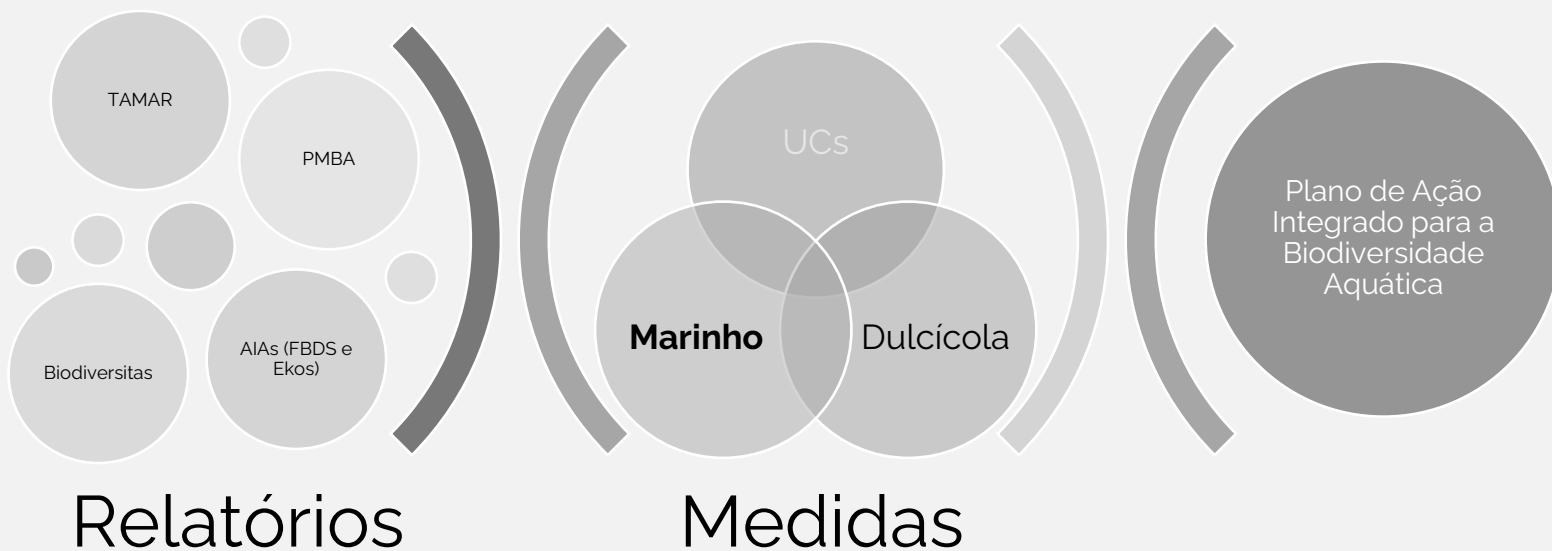 TAMAR
PMBA
Biodiversitas
AIAs (FBDS e
Ekos)
Relatórios
UCs
Marinho
Dulcícola
Medidas
Plano de Ação
Integrado para a
Biodiversidade
Aquática